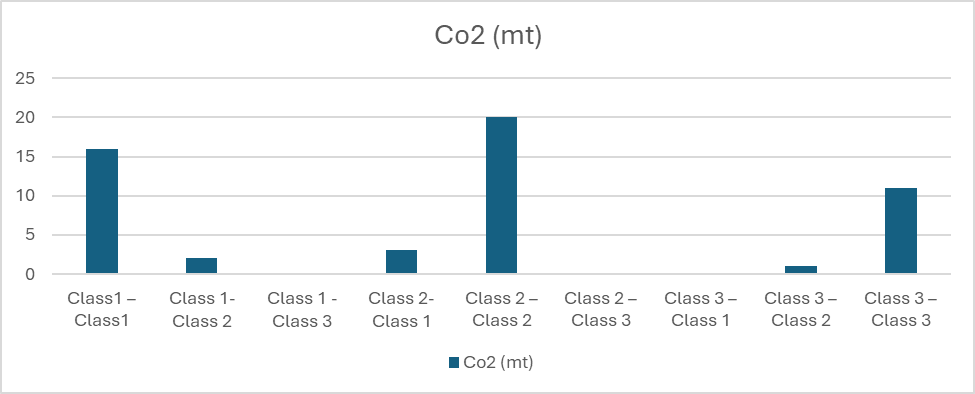 Co2 (mt)
25
20
15
10
5
0
Class1 – Class 1- Class 1 - Class 2- Class 2 – Class 2 – Class 3 – Class 3 – Class 3 –
Class1 Class 2 Class 3 Class 1 Class 2 Class 3 Class 1 Class 2 Class 3
Co2 (mt)